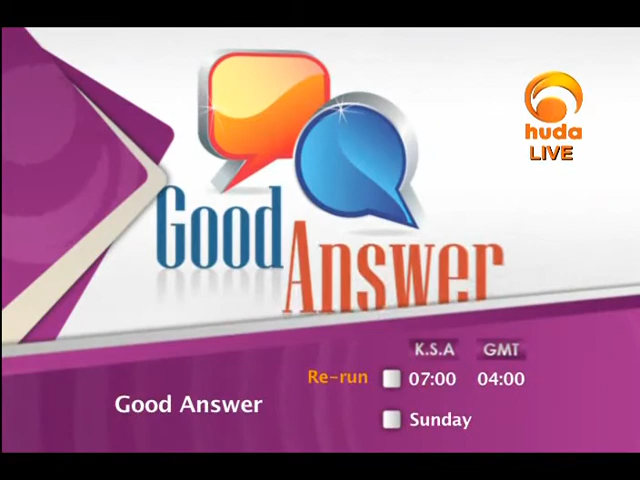 huda
LIVE
Good
Answer
K.S.A GMT
Re-run 07:00 04:00
Good Answer
Sunday